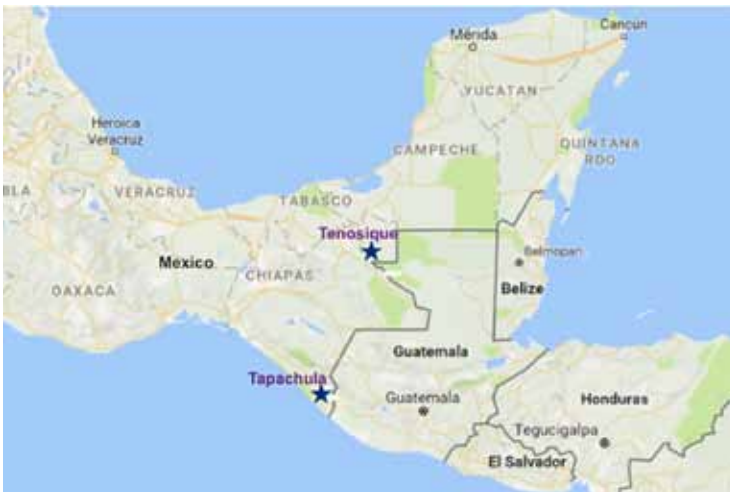 Cancun
Mérida
YUCATAN
Heroica
Veracruz
QUINTANA
ROO
CAMPECHE
BLA
VERACRUZ
TABASCO
Tenosique
Belmopan
Mexico
CHIAPAS
OAXACA
Belize
Guatemala
Tapachula
Guatemala
Honduras
Tegucigalpa
El Salvador